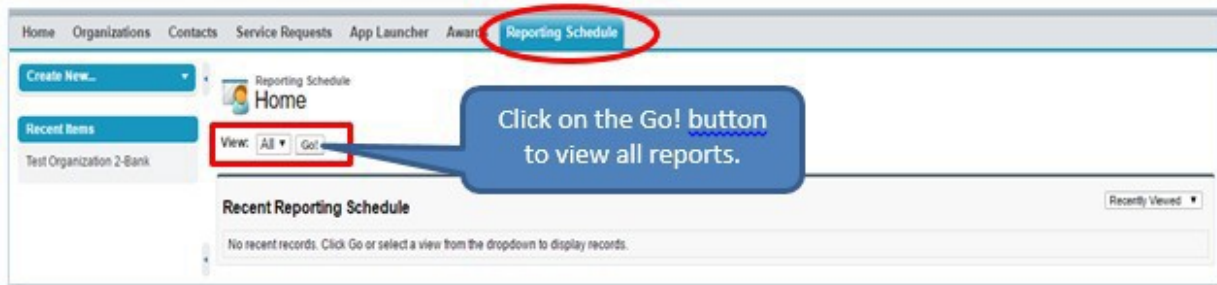 Home Organizations Contacts Service Requests App Launcher Awards Reporting Schedule
Create New...
Reporting Schedule
Home
Recent Items
Test Organization 2-Bank
View: All Go!
Click on the Go! button
to view all reports.
Recent Reporting Schedule
Recently Viewed
No recent records. Click Go or select a view from the dropdown to display records.